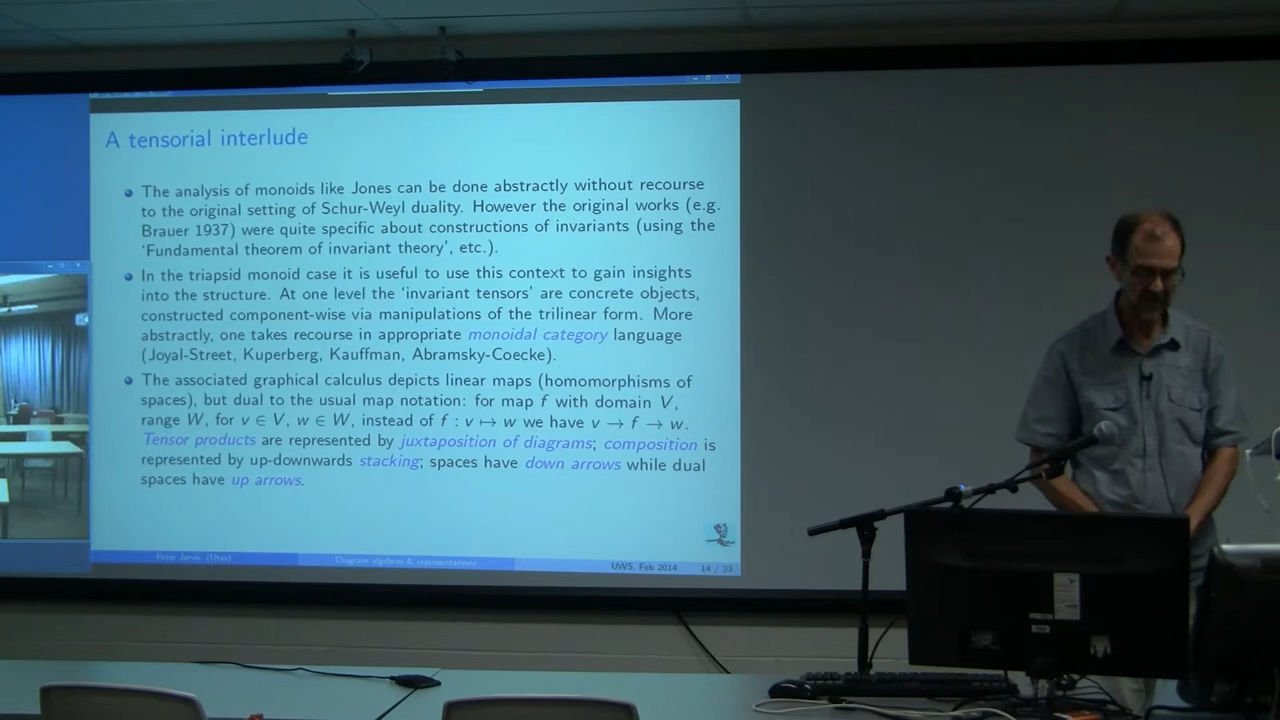 A tensorial interlude
The analysis of monoids like Jones can be done abstractly without recourse
to the original setting of Schur-Weyl duality. However the original works (e.g.
Brauer 1937) were quite specific about constructions of invariants (using the
‘Fundamental theorem of invariant theory’, etc.).
In the triapsid monoid case it is useful to use this context to gain insights
into the structure. At one level the ‘invariant tensors’ are concrete objects,
constructed component-wise via manipulations of the trilinear form. More
abstractly, one takes recourse in appropriate monoidal category language
(Joyal-Street, Kuperberg, Kauffman, Abramsky-Coecke).
The associated graphical calculus depicts linear maps (homomorphisms of
spaces), but dual to the usual map notation: for map f with domain V,
range W, for v ∈ V, w ∈ W, instead of f : v ↦ w we have v → f → w.
Tensor products are represented by juxtaposition of diagrams; composition is
represented by up-downwards stacking; spaces have down arrows while dual
spaces have up arrows.
Peter Jarvis (Utas) Diagram algebras & representations UWS, Feb 2014 14 / 23